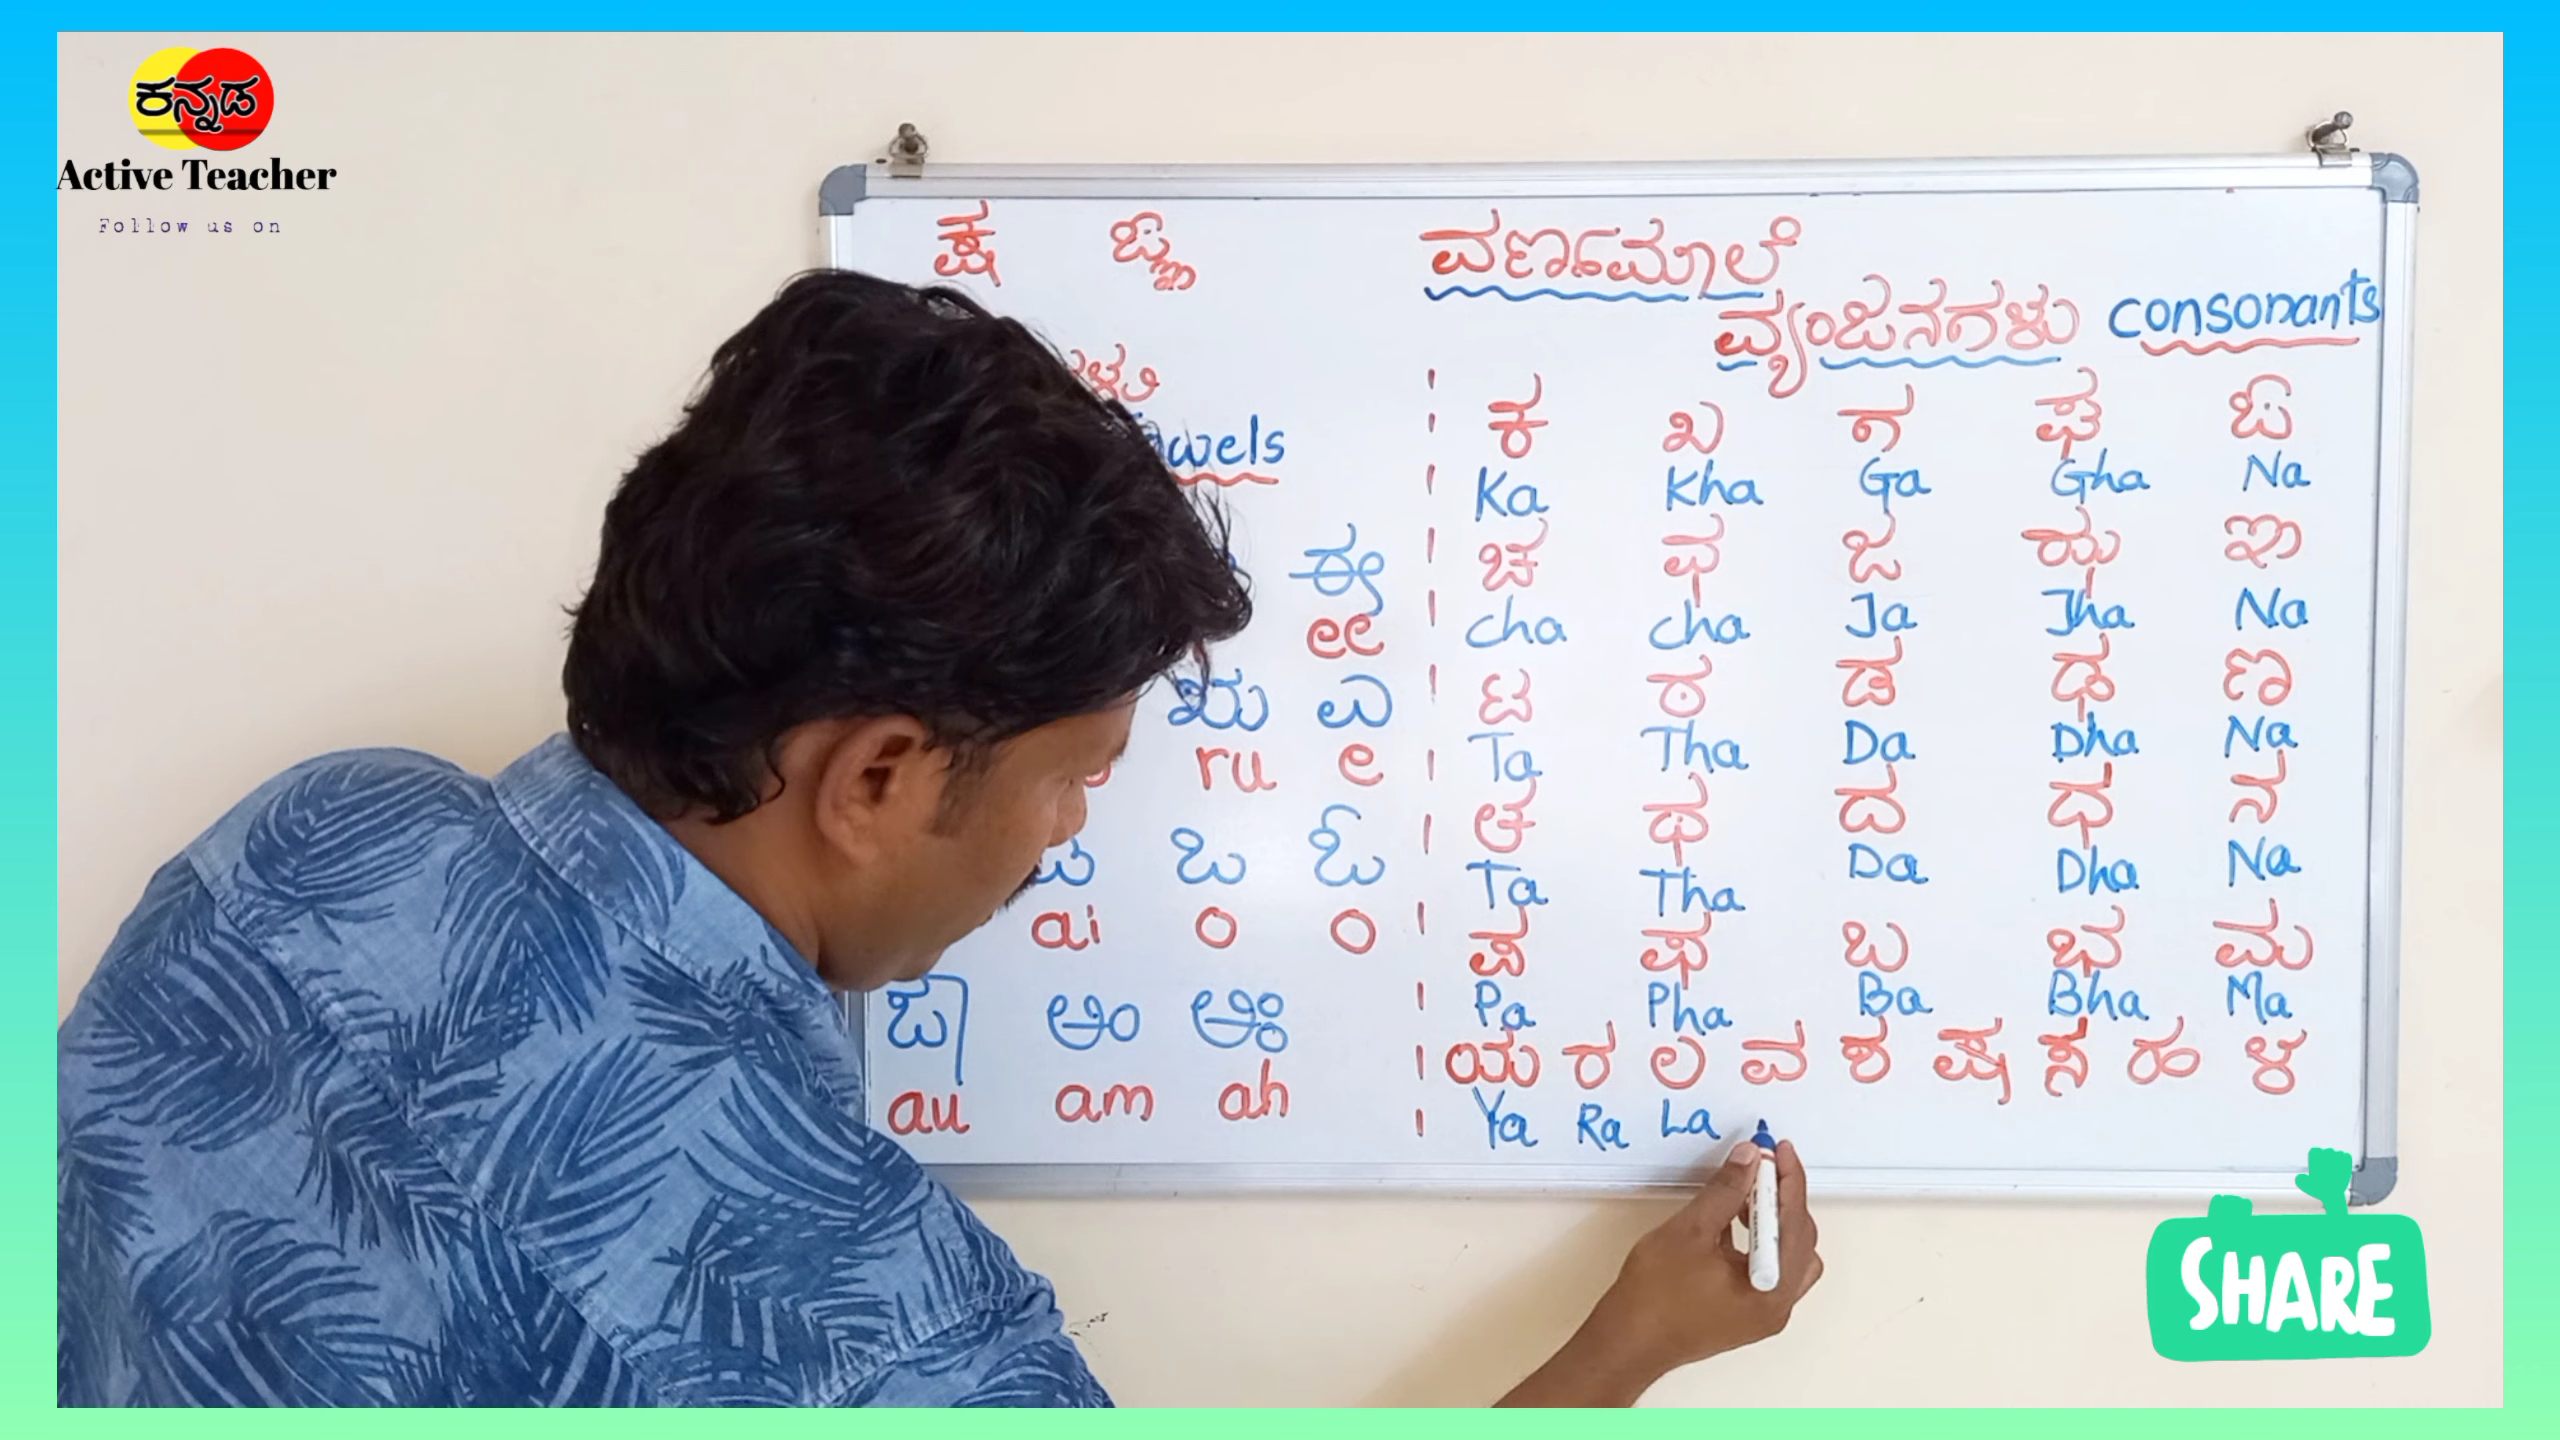 ಕನ್ನಡ
Active Teacher
Follow us on
ವರ್ಣಮಾಲೆ
ವ್ಯಂಜನಗಳು consonants
ಕ ಖ ಗ ಘ ಙ
Ka Kha Ga Gha Na
ಚ ಛ ಜ ಝ ಞ
cha cha Ja Jha Na
ಟ ಠ ಡ ಢ ಣ
Ta Tha Da Dha Na
ತ ಥ ದ ಧ ನ
Ta Tha Da Dha Na
ಪ ಫ ಬ ಭ ಮ
Pa Pha Ba Bha Ma
ಯ ರ ಲ ವ ಶ ಷ ಸ ಹ ಳ
Ya Ra La
ಈ
ee
ಋ ಎ
ru e
ಐ ಒ ಓ
ai o o
ಔ ಅಂ ಅಃ
au am ah
SHARE